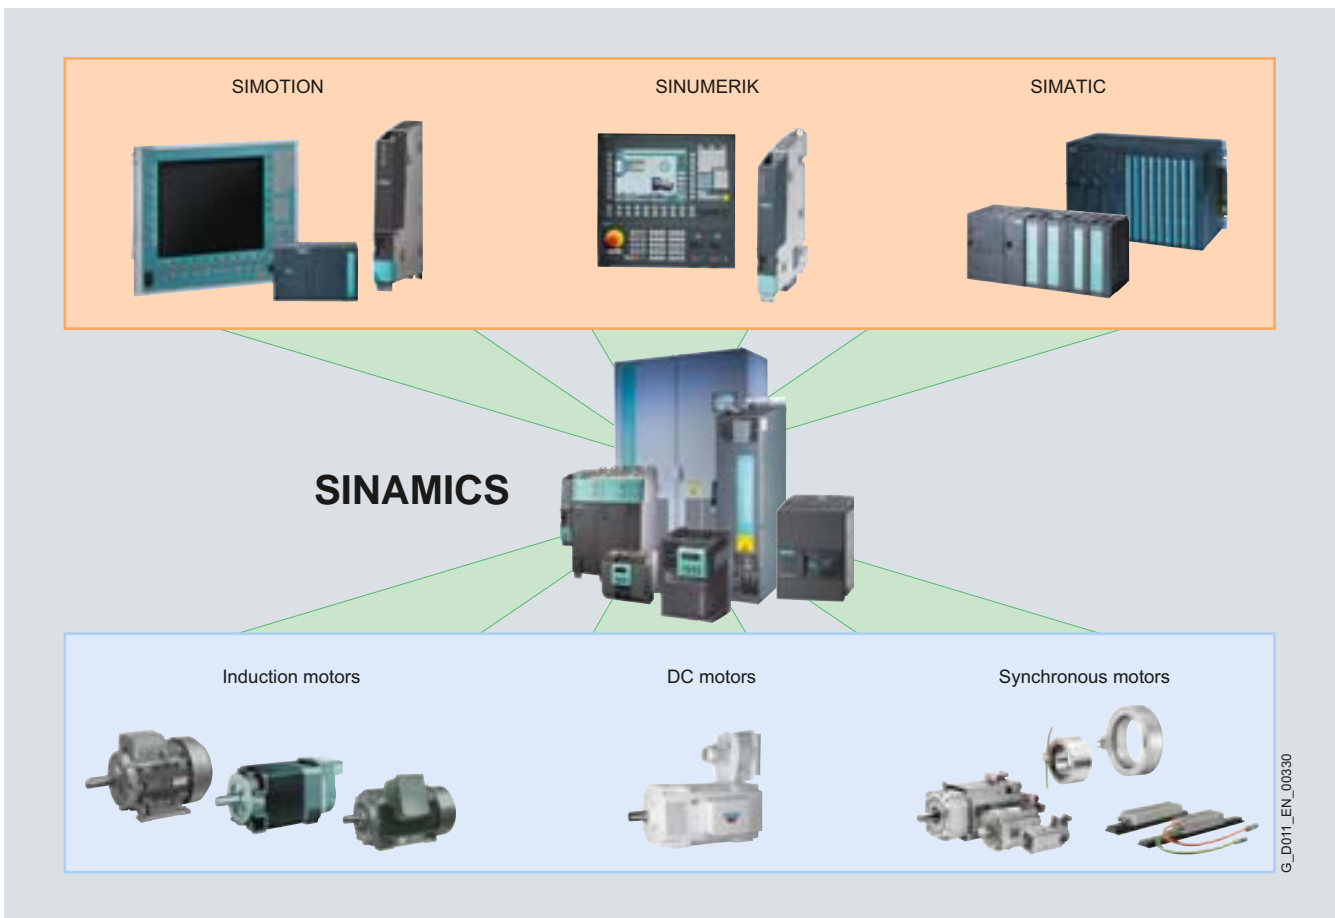 SIMOTION
SINUMERIK
SIMATIC
SINAMICS
Induction motors
DC motors
Synchronous motors
G_D011_EN_00330